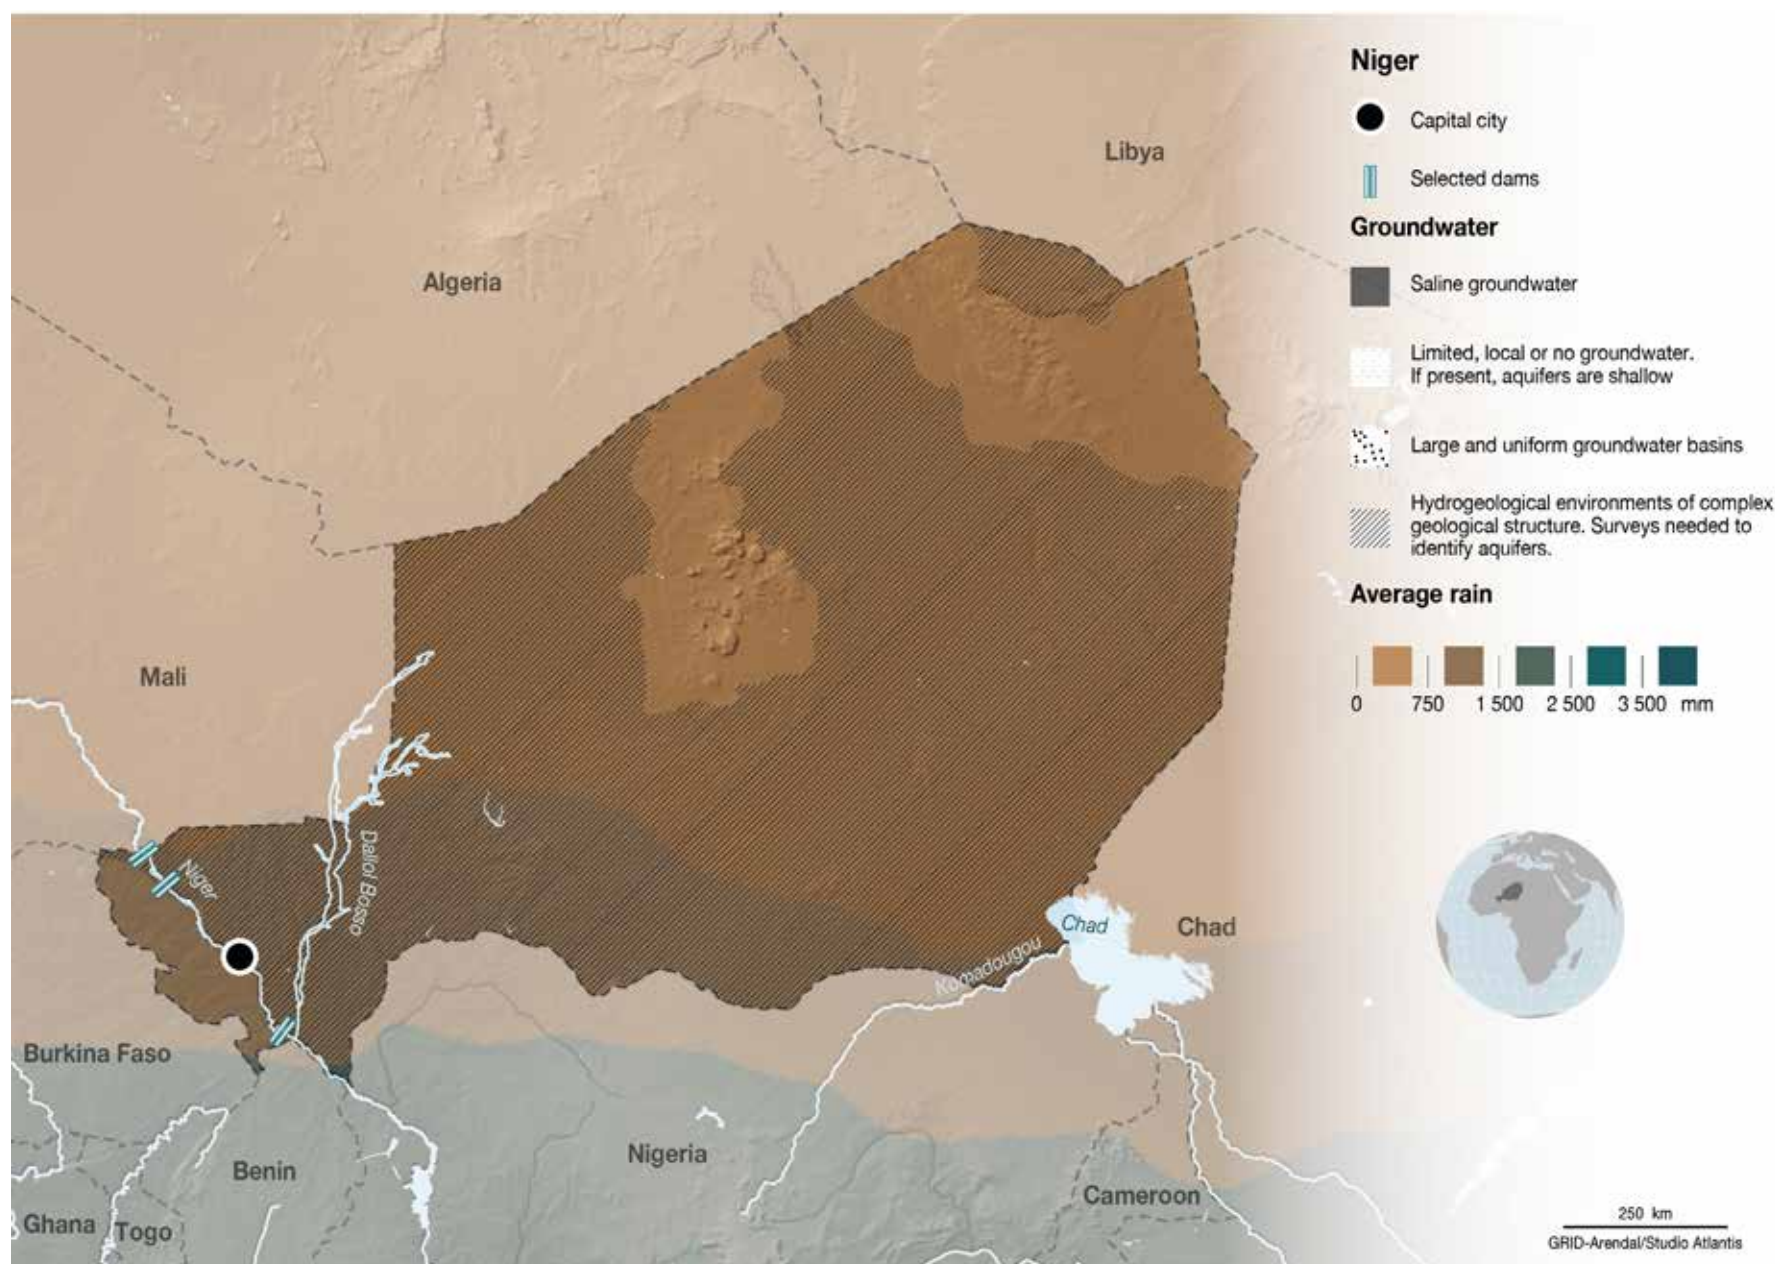 Niger
Capital city
Selected dams
Groundwater
Saline groundwater
Limited, local or no groundwater.
If present, aquifers are shallow
Large and uniform groundwater basins
Hydrogeological environments of complex
geological structure. Surveys needed to
identify aquifers.
Average rain
0 750 1 500 2 500 3 500 mm
Libya
Algeria
Mali
Niger
Dallol Bosso
Chad
Chad
Komadougou
Burkina Faso
Nigeria
Benin
Cameroon
Ghana
Togo
250 km
GRID-Arendal/Studio Atlantis